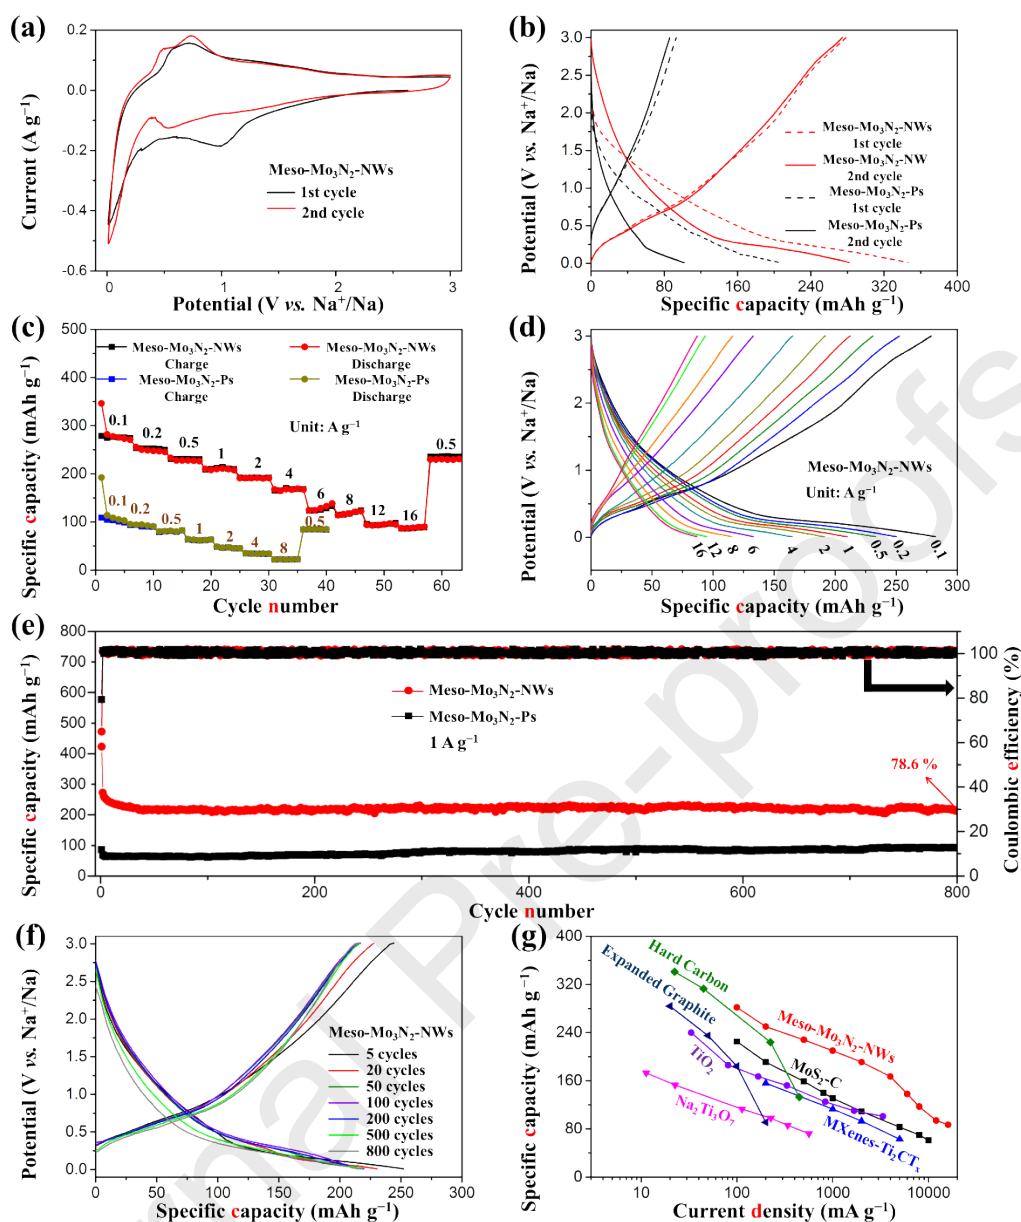 (a)
0.4
0.2
0.0
-0.2
-0.4
-0.6
Current (A g⁻¹)
Meso-Mo₃N₂-NWs
1st cycle
2nd cycle
0
1
2
3
Potential (V vs. Na⁺/Na)
(b)
3.0
2.5
2.0
1.5
1.0
0.5
0.0
Potential (V vs. Na⁺/Na)
Meso-Mo₃N₂-NWs
1st cycle
Meso-Mo₃N₂-NW
2nd cycle
Meso-Mo₃N₂-Ps
1st cycle
Meso-Mo₃N₂-Ps
2nd cycle
0 80 160 240 320 400
Specific capacity (mAh g⁻¹)
(c)
500
400
300
200
100
0
Specific capacity (mAh g⁻¹)
Meso-Mo₃N₂-NWs
Charge
Meso-Mo₃N₂-NWs
Discharge
Meso-Mo₃N₂-Ps
Charge
Meso-Mo₃N₂-Ps
Discharge
Unit: A g⁻¹
0.1 0.2 0.5 1 2 4 6 8 12 16 0.5
0.1 0.2 0.5 1 2 4 8 0.5
0 10 20 30 40 50 60
Cycle number
(d)
3
2
1
0
Potential (V vs. Na⁺/Na)
Meso-Mo₃N₂-NWs
Unit: A g⁻¹
16 12 8 6 4 2 1 0.5 0.2 0.1
0 50 100 150 200 250 300
Specific capacity (mAh g⁻¹)
(e)
800
700
600
500
400
300
200
100
0
Specific capacity (mAh g⁻¹)
Meso-Mo₃N₂-NWs
Meso-Mo₃N₂-Ps
1 A g⁻¹
78.6 %
100
80
60
40
20
0
Coulombic efficiency (%)
0 200 400 600 800
Cycle number
(f)
3.0
2.5
2.0
1.5
1.0
0.5
0.0
Potential (V vs. Na⁺/Na)
Meso-Mo₃N₂-NWs
5 cycles
20 cycles
50 cycles
100 cycles
200 cycles
500 cycles
800 cycles
0 50 100 150 200 250 300
Specific capacity (mAh g⁻¹)
(g)
400
320
240
160
80
0
Specific capacity (mAh g⁻¹)
Hard Carbon
Expanded Graphite
Meso-Mo₃N₂-NWs
TiO₂
MoS₂-C
Na₂Ti₃O₇
MXenes-Ti₂CTₓ
10 100 1000 10000
Current density (mA g⁻¹)
rnal Pre-proofs